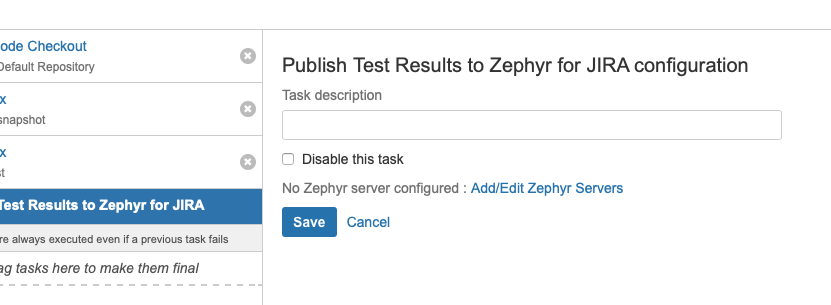 ode Checkout
Default Repository
x
snapshot
x
st
Test Results to Zephyr for JIRA
re always executed even if a previous task fails
ag tasks here to make them final
Publish Test Results to Zephyr for JIRA configuration
Task description
Disable this task
No Zephyr server configured : Add/Edit Zephyr Servers
Save Cancel